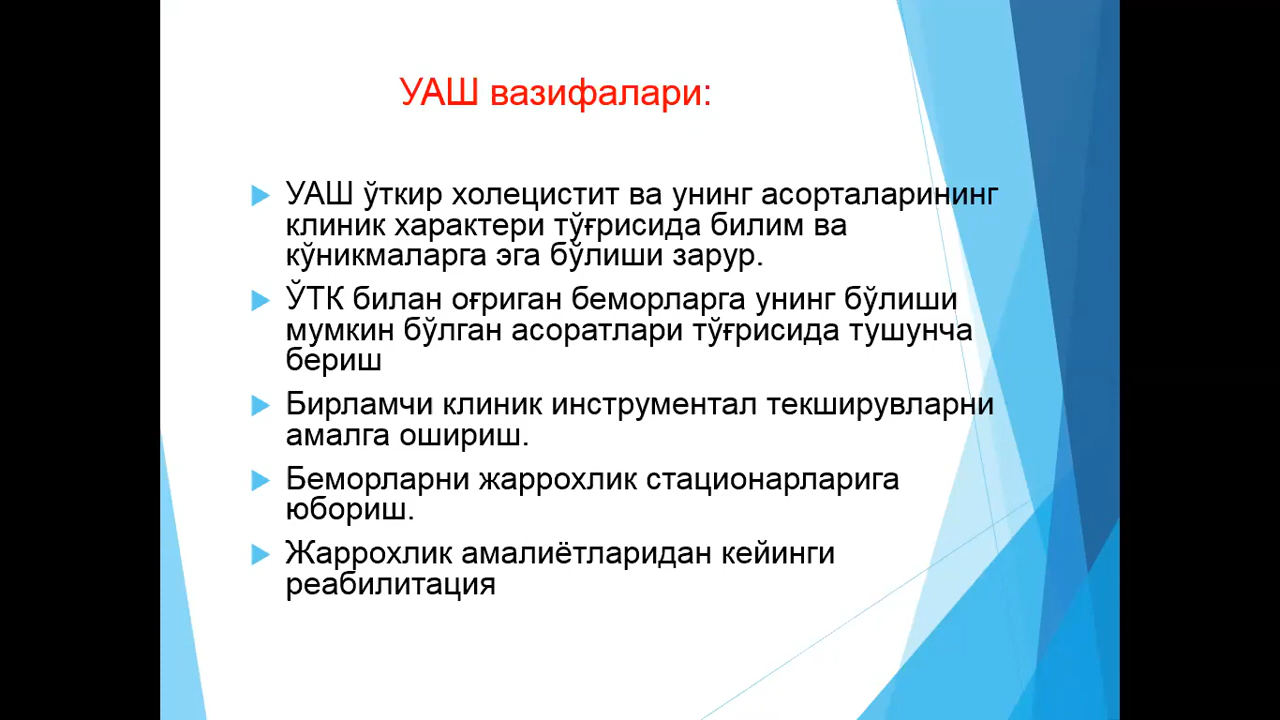 УАШ вазифалари:
УАШ ўткир холецистит ва унинг асорталарининг
клиник характери тўғрисида билим ва
кўникмаларга эга бўлиши зарур.
ЎТК билан оғриган беморларга унинг бўлиши
мумкин бўлган асоратлари тўғрисида тушунча
бериш
Бирламчи клиник инструментал текширувларни
амалга ошириш.
Беморларни жаррохлик стационарларига
юбориш.
Жаррохлик амалиётларидан кейинги
реабилитация